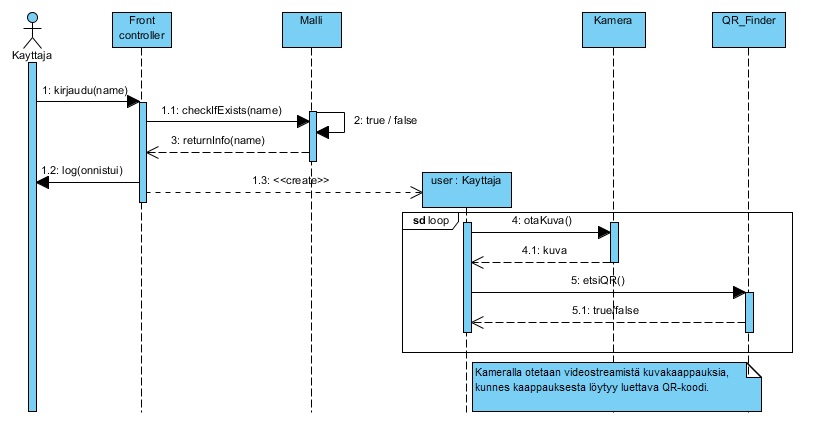 Front
controller
Malli
Kamera
QR_Finder
Kayttaja
1: kirjaudu(name)
1.1: checkIfExists(name)
2: true / false
3: returnInfo(name)
1.2: log(onnistui)
1.3: <<create>>
user : Kayttaja
sd loop
4: otaKuva()
4.1: kuva
5: etsiQR()
5.1: true/false
Kameralla otetaan videostreamistä kuvakaappauksia,
kunnes kaappauksesta löytyy luettava QR-koodi.